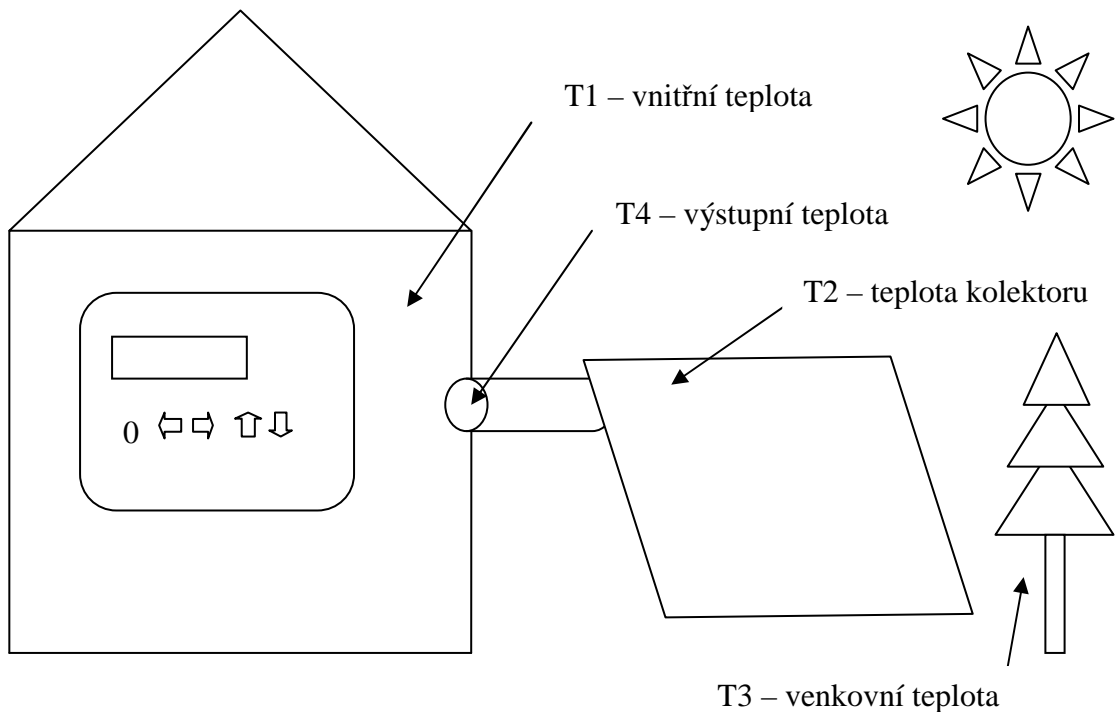 T1 – vnitřní teplota
T4 – výstupní teplota
T2 – teplota kolektoru
0
T3 – venkovní teplota